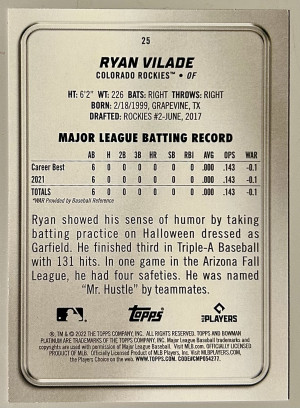 25
RYAN VILADE
COLORADO ROCKIES™ • OF
HT: 6'2" WT: 226 BATS: RIGHT THROWS: RIGHT
BORN: 2/18/1999, GRAPEVINE, TX
DRAFTED: ROCKIES #2-JUNE, 2017
MAJOR LEAGUE BATTING RECORD
AB H 2B 3B HR SB RBI AVG OPS WAR
Career Best 6 0 0 0 0 0 0 .000 .143 -0.1
2021 6 0 0 0 0 0 0 .000 .143 -0.1
TOTALS 6 0 0 0 0 0 0 .000 .143 -0.1
*WAR Provided by Baseball Reference
Ryan showed his sense of humor by taking
batting practice on Halloween dressed as
Garfield. He finished third in Triple-A Baseball
with 131 hits. In one game in the Arizona Fall
League, he had four safeties. He was named
"Mr. Hustle" by teammates.
Topps
MLB PLAYERS
®, TM & © 2022 THE TOPPS COMPANY, INC. ALL RIGHTS RESERVED. TOPPS AND BOWMAN
PLATINUM ARE TRADEMARKS OF THE TOPPS COMPANY, INC. Major League Baseball trademarks and
copyrights are used with permission of Major League Baseball. Visit MLB.com. OFFICIALLY LICENSED
PRODUCT OF MLB. Officially Licensed Product of MLB Players, Inc. Visit MLBPLAYERS.com,
the Players Choice on the web. WWW.TOPPS.COM. CODE#CMP054277.